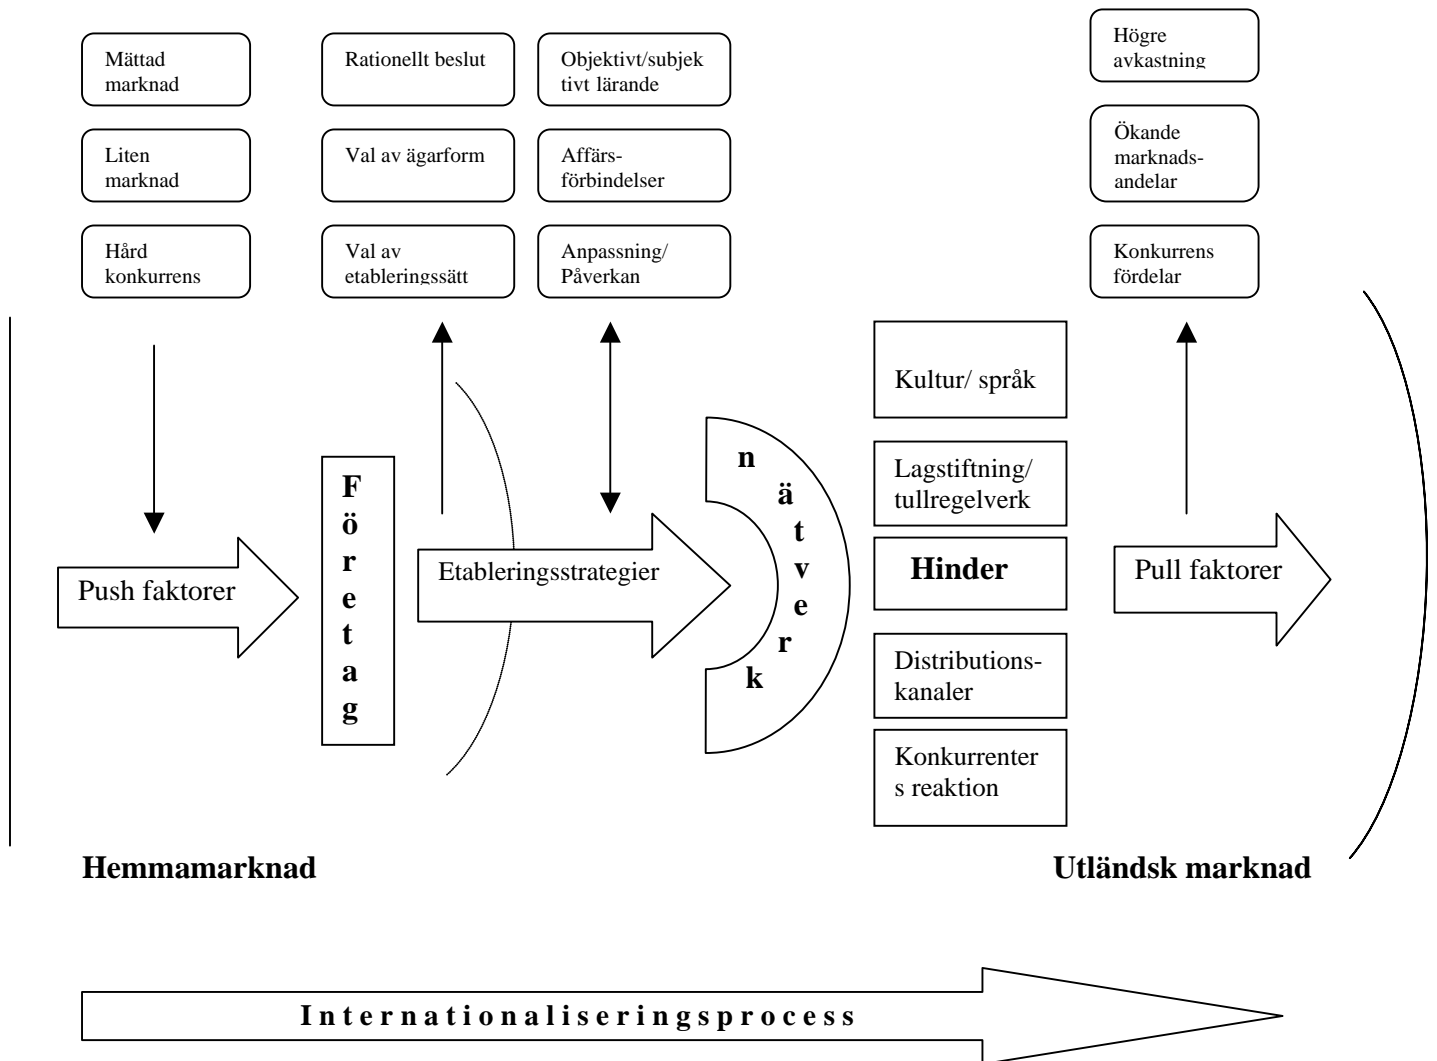 Mättad
marknad
Liten
marknad
Hård
konkurrens
Rationellt beslut
Val av ägarform
Val av
etableringssätt
Objektivt/subjek
tivt lärande
Affärs-
förbindelser
Anpassning/
Påverkan
Högre
avkastning
Ökande
marknads-
andelar
Konkurrens
fördelar
Push faktorer
Företag
Etableringsstrategier
nätverk
Kultur/ språk
Lagstiftning/
tullregelverk
Hinder
Distributions-
kanaler
Konkurrenter
s reaktion
Pull faktorer
Hemmamarknad
Utländsk marknad
Internationaliseringsprocess